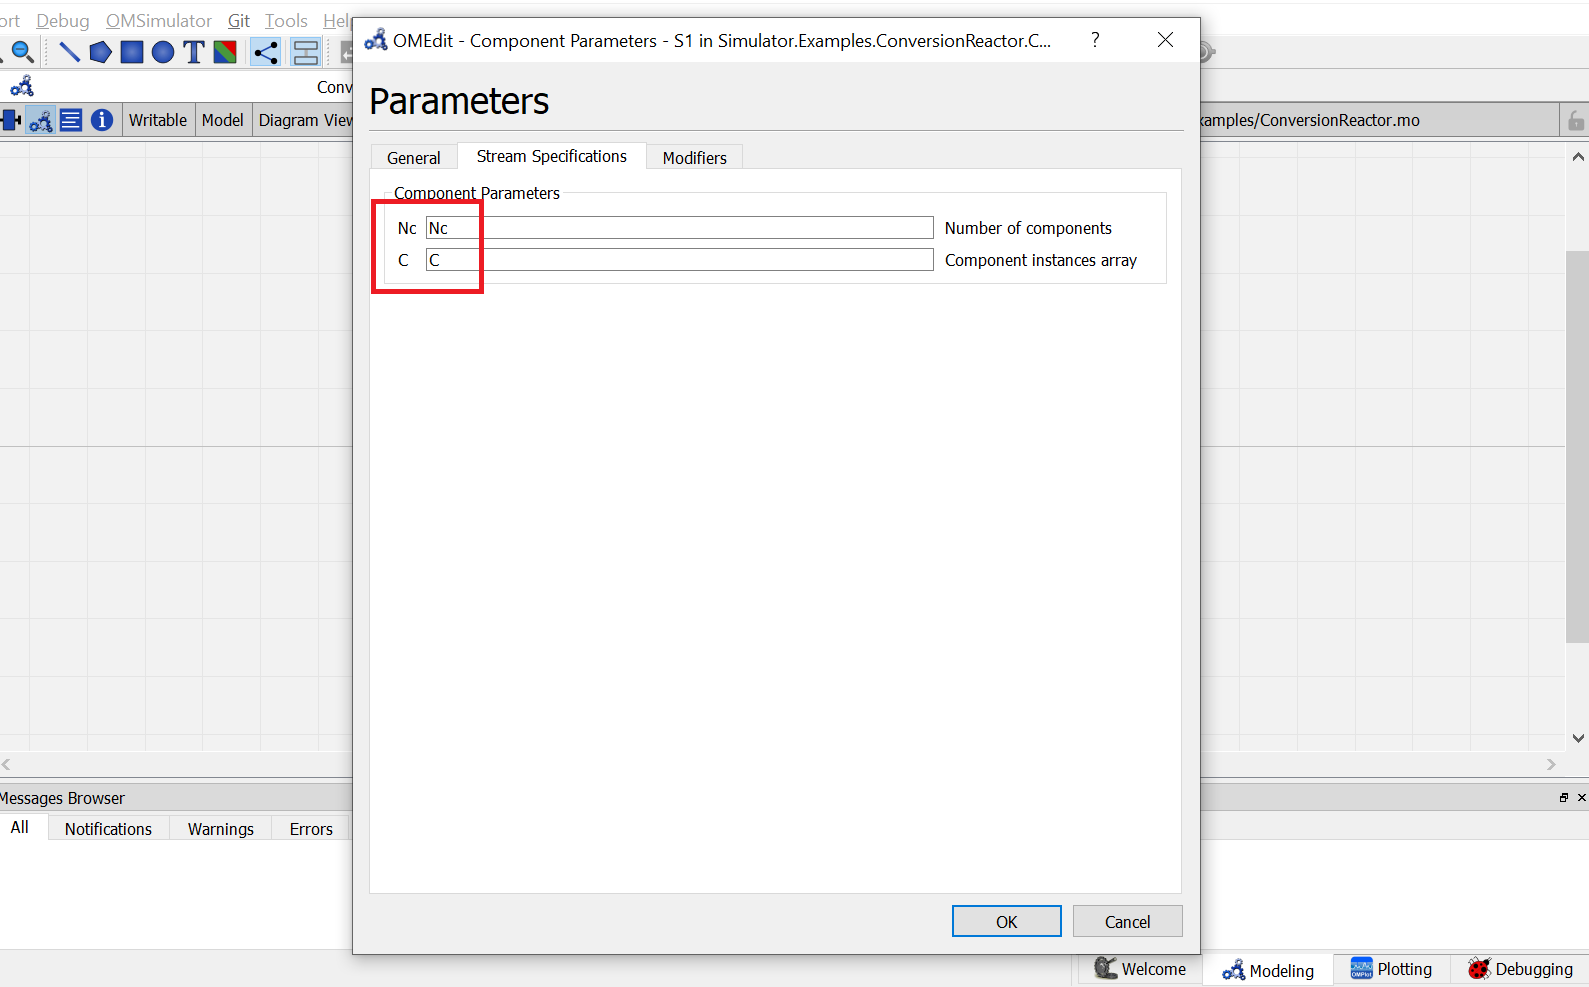 ort Debug OMSimulator Git Tools Help
OMEdit - Component Parameters - S1 in Simulator.Examples.ConversionReactor.C... ?
Conv
Parameters
Writable Model Diagram View
xamples/ConversionReactor.mo
General Stream Specifications Modifiers
Component Parameters
Nc Nc Number of components
C C Component instances array
Messages Browser
All Notifications Warnings Errors
OK Cancel
Welcome Modeling Plotting Debugging